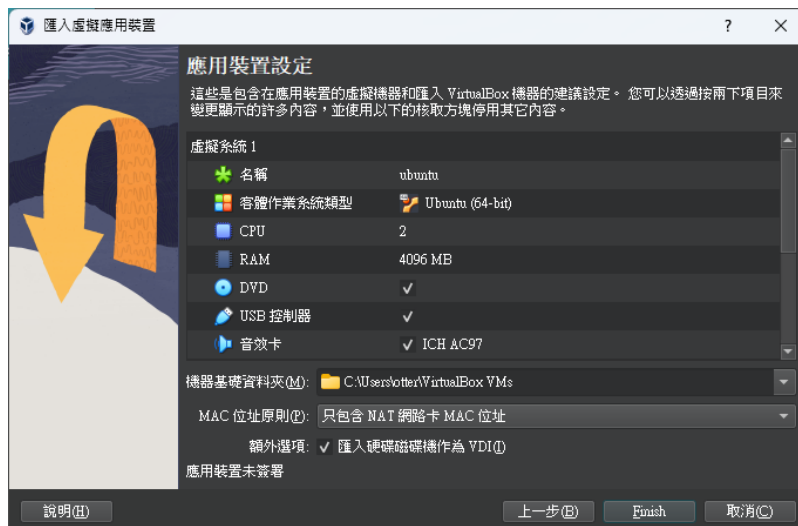 匯入虛擬應用裝置
?
應用裝置設定
這些是包含在應用裝置的虛擬機器和匯入 VirtualBox 機器的建議設定。 您可以透過按兩下項目來
變更顯示的許多內容,並使用以下的核取方塊停用其它內容。
虛擬系統 1
名稱 ubuntu
客體作業系統類型 Ubuntu (64-bit)
CPU 2
RAM 4096 MB
DVD
USB 控制器
音效卡 ICH AC97
機器基礎資料夾(M): C:\Users\otter\VirtualBox VMs
MAC 位址原則(P): 只包含 NAT 網路卡 MAC 位址
額外選項: 匯入硬碟磁碟機作為 VDI(I)
應用裝置未簽署
說明(H) 上一步(B) Finish 取消(C)